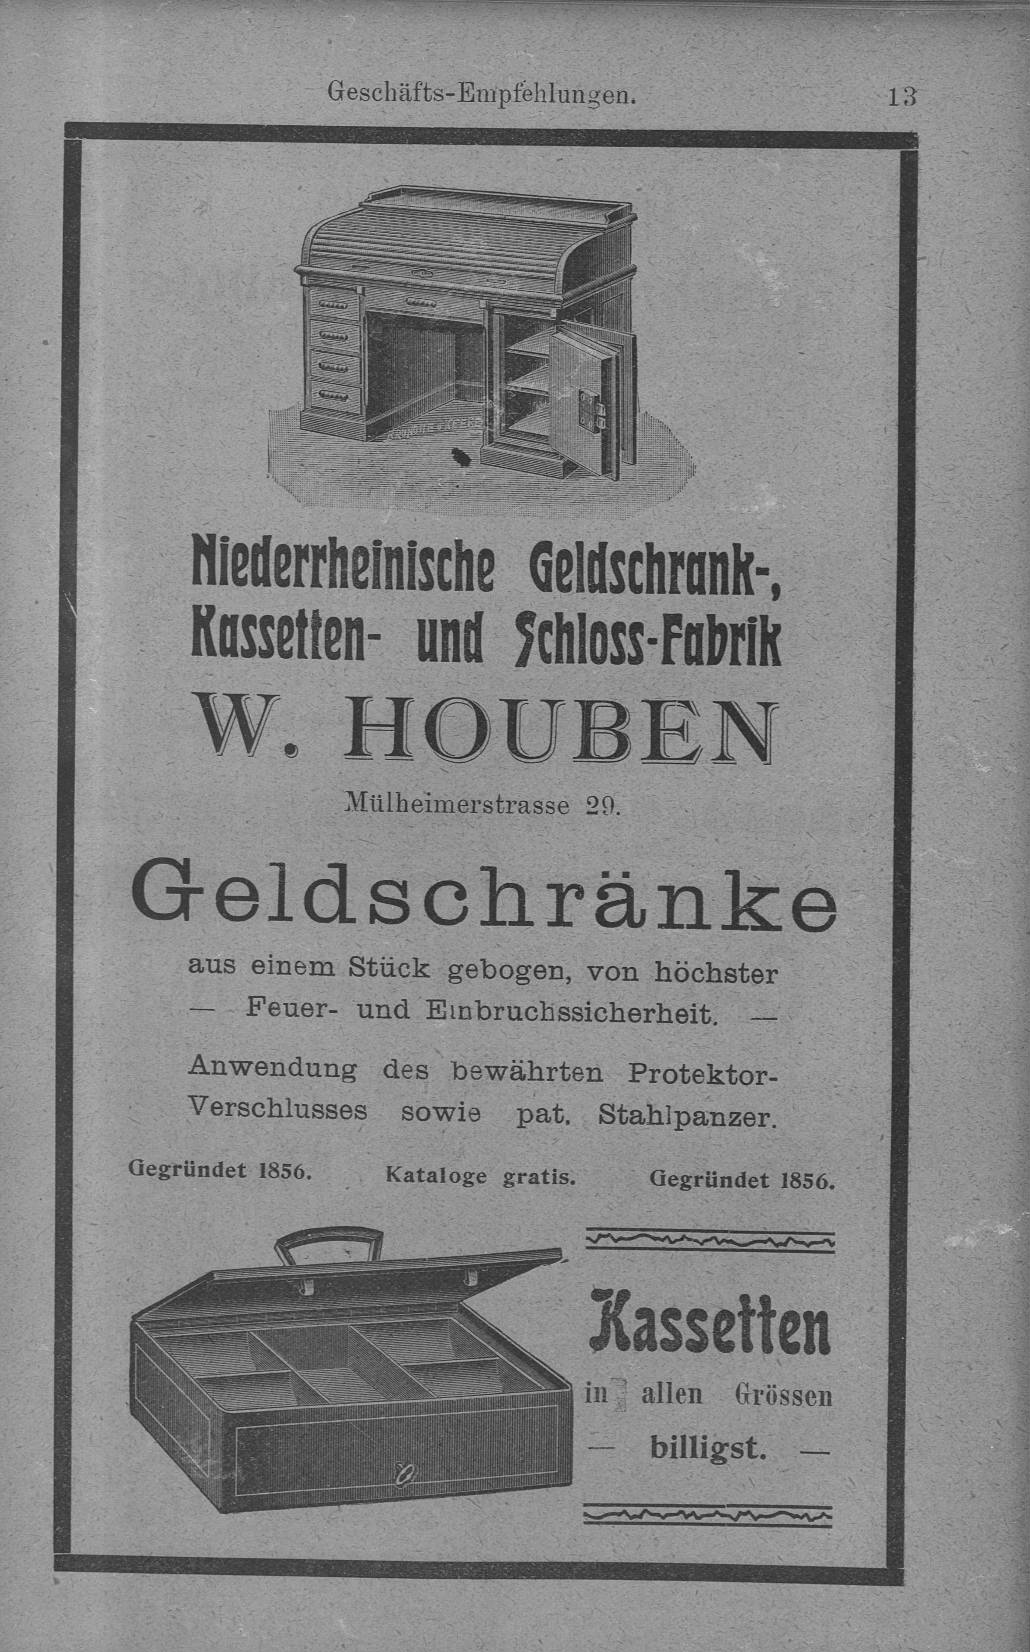 Geschäfts-Empfehlungen. 13
Niederrheinische Geldschrank-,
Kassetten- und Schloss-Fabrik
W. HOUBEN
Mülheimerstrasse 29.
Geldschränke
aus einem Stück gebogen, von höchster
— Feuer- und Einbruchssicherheit. —
Anwendung des bewährten Protektor-
Verschlusses sowie pat. Stahlpanzer.
Gegründet 1856. Kataloge gratis. Gegründet 1856.
Kassetten
in allen Grössen
— billigst. —